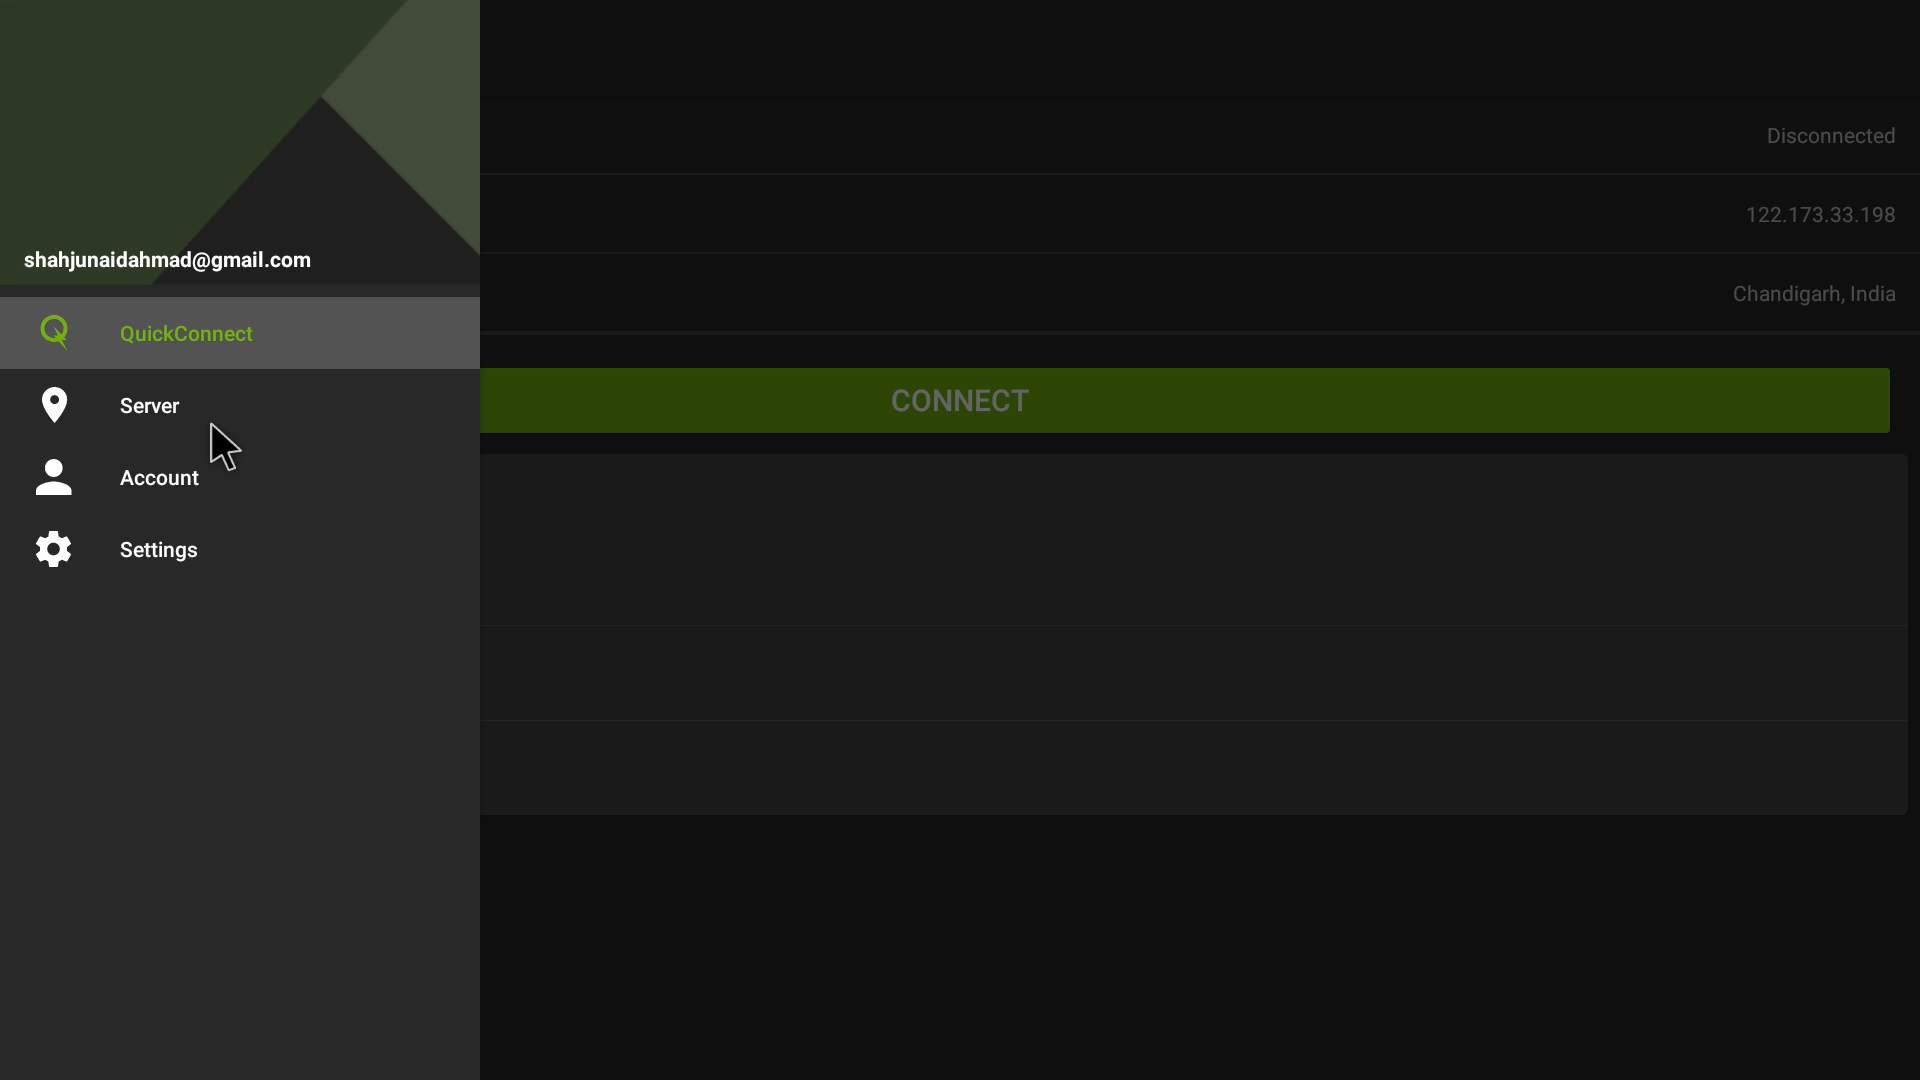 shahjunaidahmad@gmail.com
QuickConnect
Server
Account
Settings
Disconnected
122.173.33.198
Chandigarh, India
CONNECT